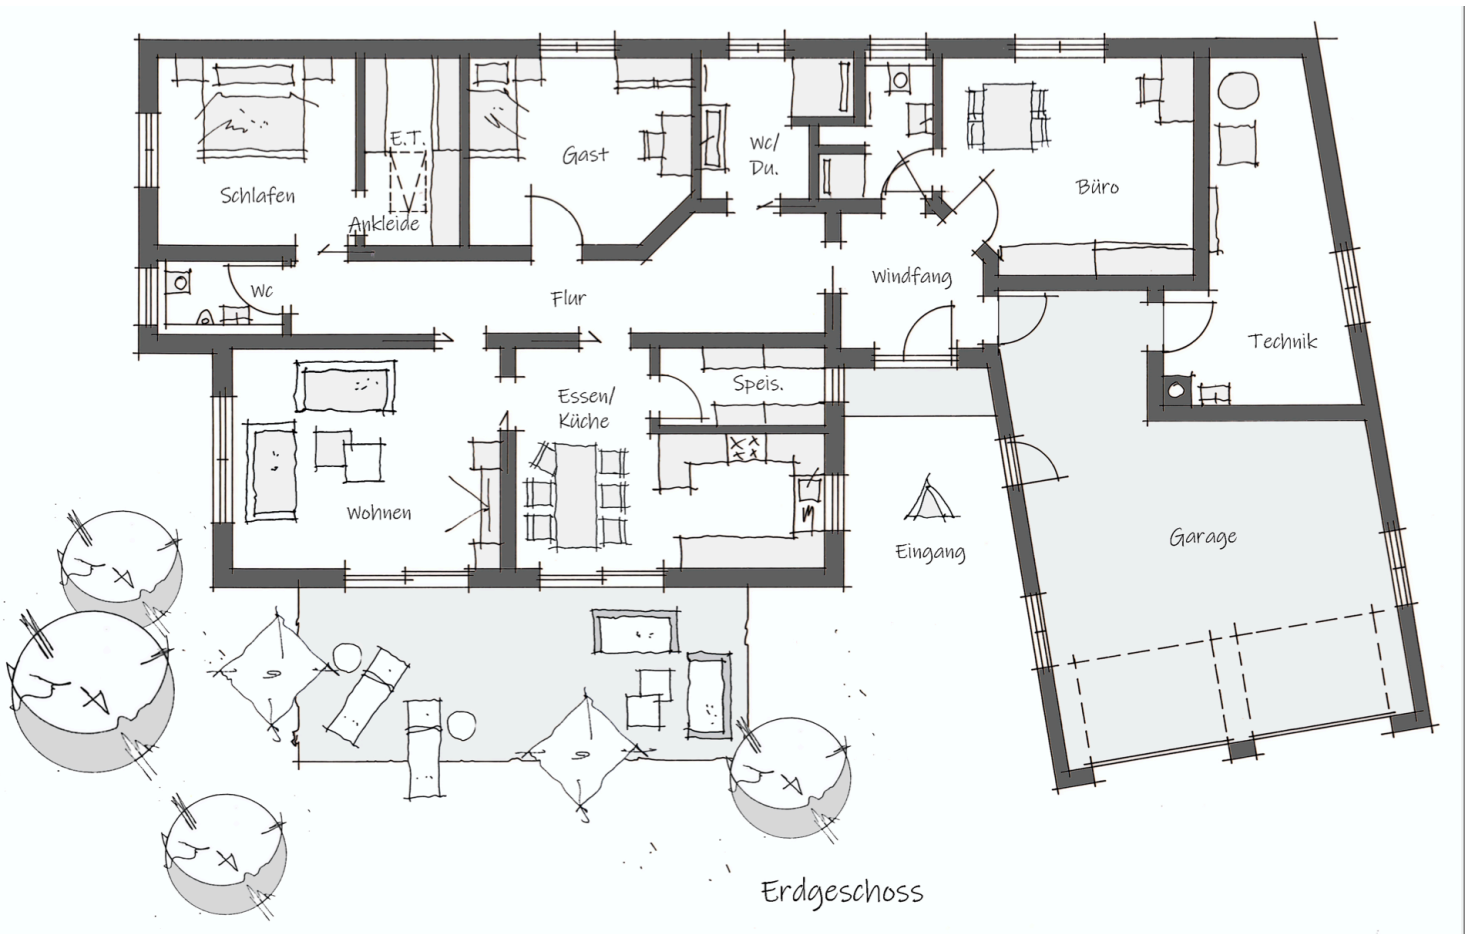 E.T.
Schlafen
Ankleide
Gast
Wc/
Du.
Büro
Wc
Flur
Windfang
Technik
Speis.
Essen/
Küche
Wohnen
Eingang
Garage
Erdgeschoss